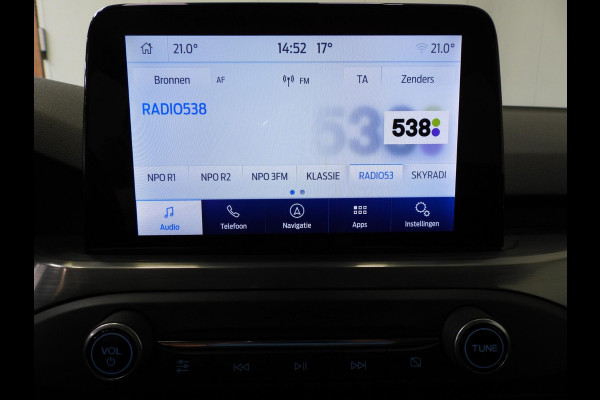 21.0° 14:52 17° 21.0°
Bronnen AF FM TA Zenders
RADIO538
538 538
NPO R1 NPO R2 NPO 3FM KLASSIE RADIO53 SKYRADI
Audio Telefoon Navigatie Apps Instellingen
VOL TUNE